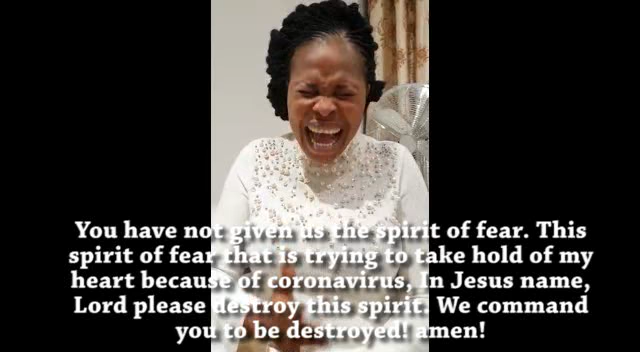 You have not given us the spirit of fear. This
spirit of fear that is trying to take hold of my
heart because of coronavirus, In Jesus name,
Lord please destroy this spirit. We command
you to be destroyed! amen!